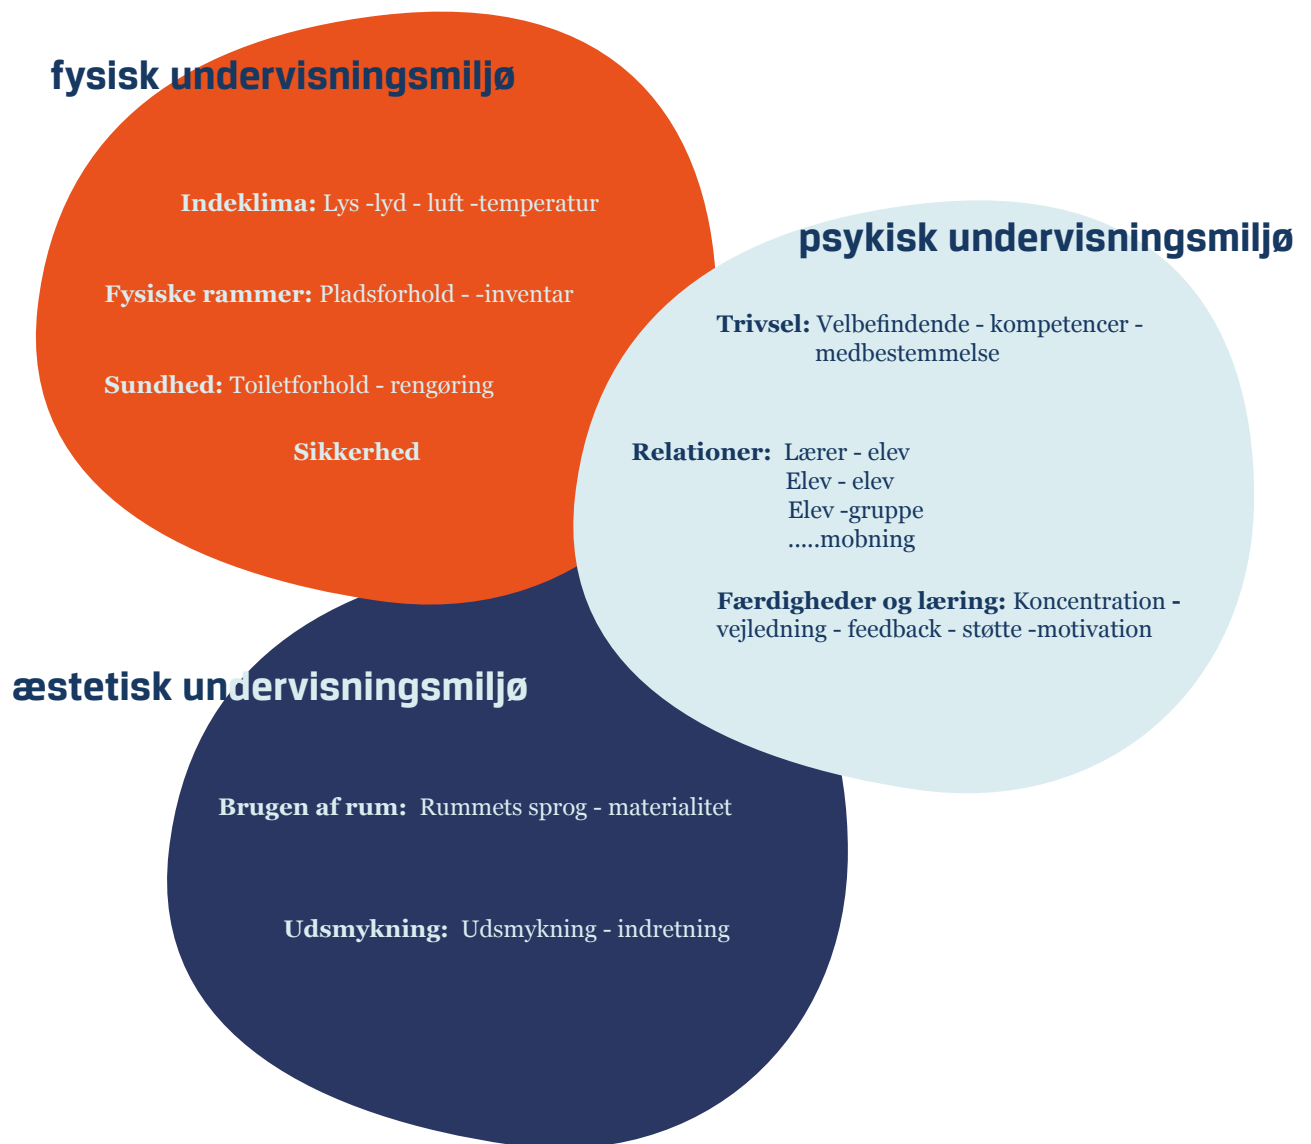 fysisk undervisningsmiljø
Indeklima: Lys -lyd - luft -temperatur
Fysiske rammer: Pladsforhold - -inventar
Sundhed: Toiletforhold - rengøring
Sikkerhed
psykisk undervisningsmiljø
Trivsel: Velbefindende - kompetencer -
medbestemmelse
Relationer: Lærer - elev
Elev - elev
Elev -gruppe
.....mobning
Færdigheder og læring: Koncentration -
vejledning - feedback - støtte -motivation
æstetisk undervisningsmiljø
Brugen af rum: Rummets sprog - materialitet
Udsmykning: Udsmykning - indretning